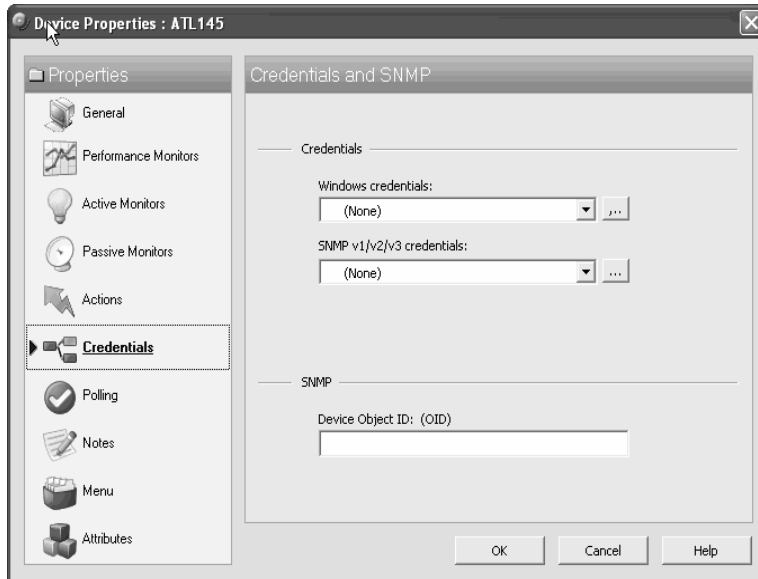 Device Properties : ATL145
Properties
General
Performance Monitors
Active Monitors
Passive Monitors
Actions
Credentials
Polling
Notes
Menu
Attributes
Credentials and SNMP
Credentials
Windows credentials:
(None)
...
SNMP v1/v2/v3 credentials:
(None)
...
SNMP
Device Object ID: (OID)
OK
Cancel
Help